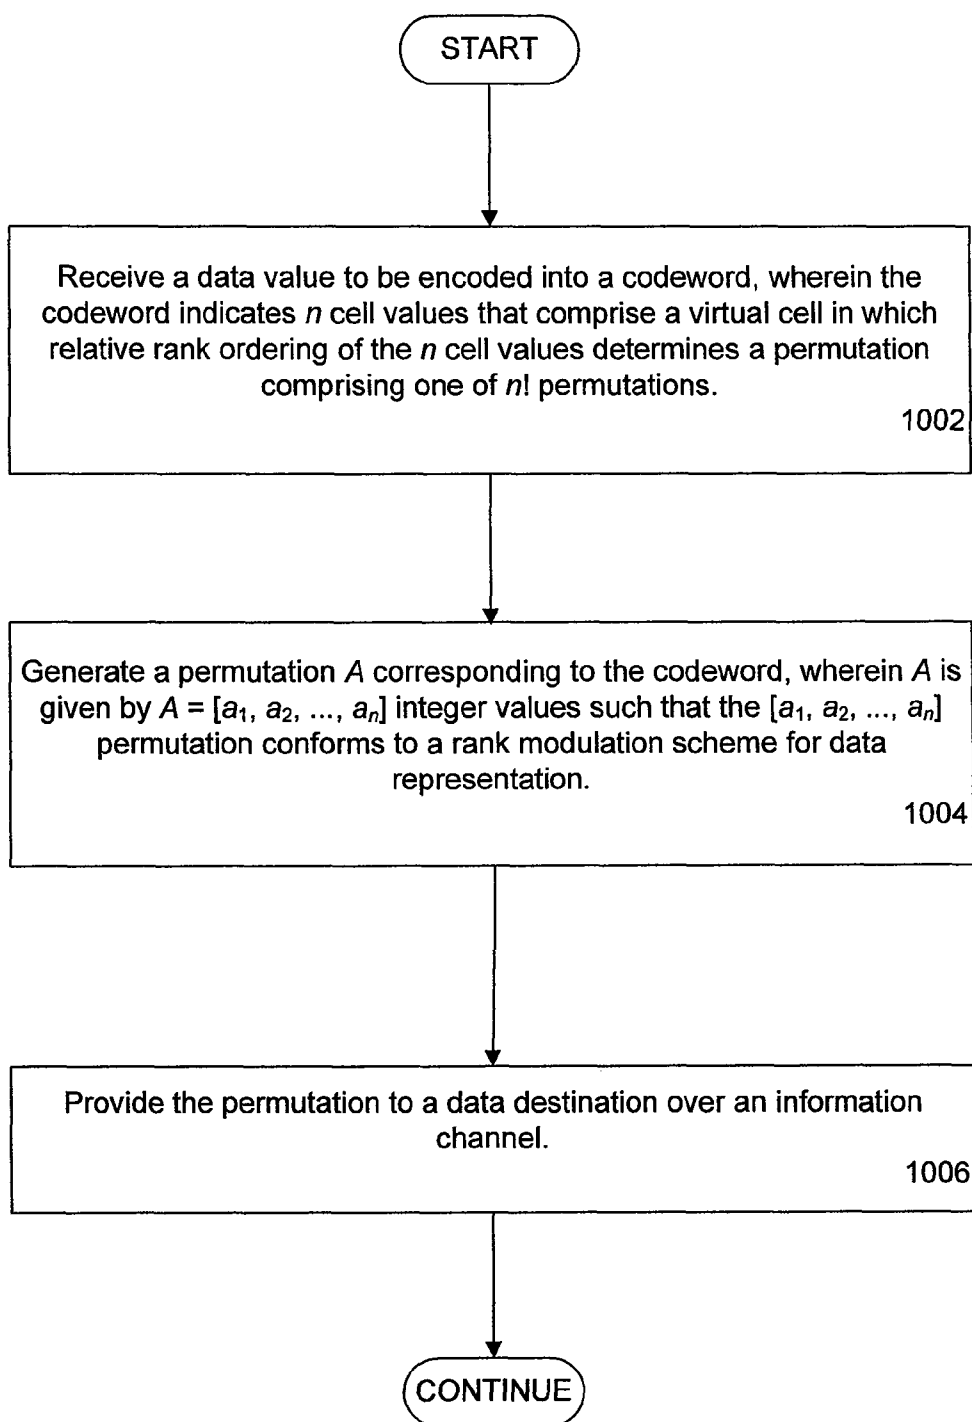 START
Receive a data value to be encoded into a codeword, wherein the
codeword indicates n cell values that comprise a virtual cell in which
relative rank ordering of the n cell values determines a permutation
comprising one of n! permutations.
1002
Generate a permutation A corresponding to the codeword, wherein A is
given by A = [a₁, a₂, ..., aₙ] integer values such that the [a₁, a₂, ..., aₙ]
permutation conforms to a rank modulation scheme for data
representation.
1004
Provide the permutation to a data destination over an information
channel.
1006
CONTINUE